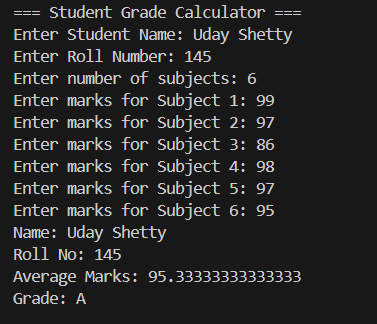 === Student Grade Calculator ===
Enter Student Name: Uday Shetty
Enter Roll Number: 145
Enter number of subjects: 6
Enter marks for Subject 1: 99
Enter marks for Subject 2: 97
Enter marks for Subject 3: 86
Enter marks for Subject 4: 98
Enter marks for Subject 5: 97
Enter marks for Subject 6: 95
Name: Uday Shetty
Roll No: 145
Average Marks: 95.33333333333333
Grade: A